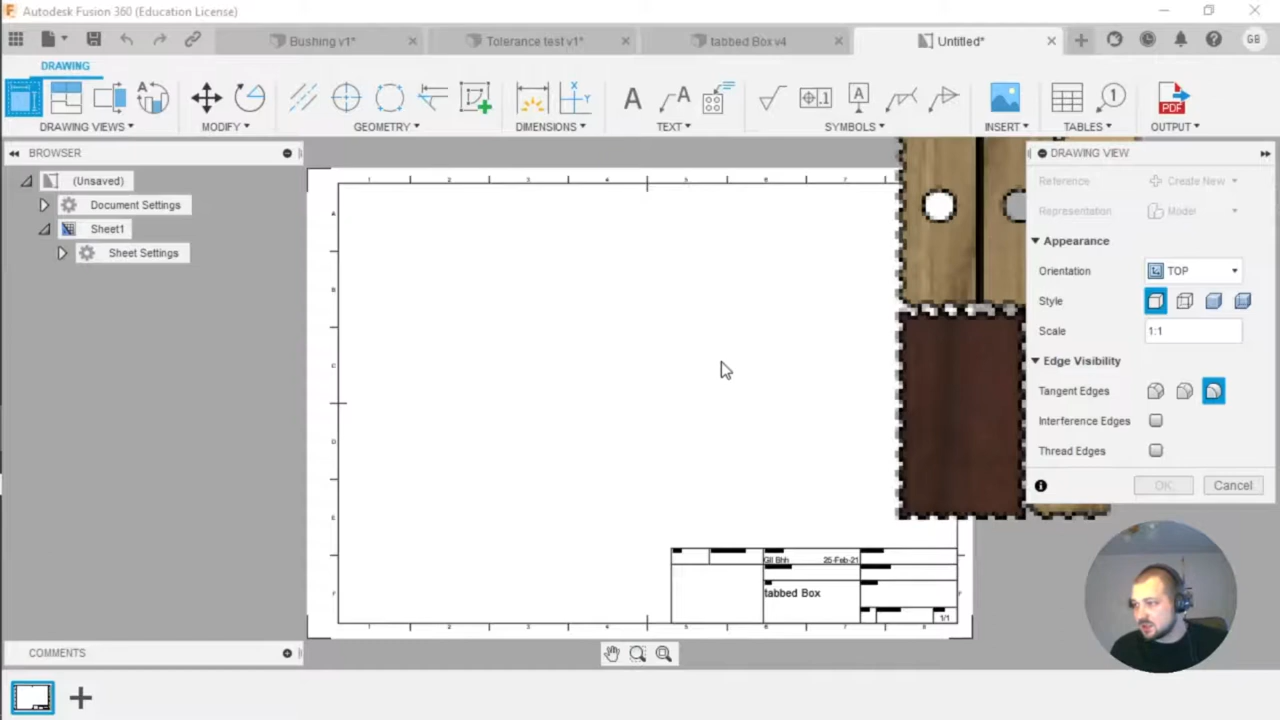 Autodesk Fusion 360 (Education License)
Bushing v1*
Tolerance test v1*
tabbed Box v4
Untitled*
GB
DRAWING
DRAWING VIEWS
MODIFY
GEOMETRY
DIMENSIONS
TEXT
SYMBOLS
INSERT
TABLES
OUTPUT
BROWSER
(Unsaved)
Document Settings
Sheet1
Sheet Settings
DRAWING VIEW
Reference
Create New
Representation
Model
Appearance
Orientation
TOP
Style
Scale
1:1
Edge Visibility
Tangent Edges
Interference Edges
Thread Edges
OK
Cancel
25-Feb-21
tabbed Box
1/1
COMMENTS